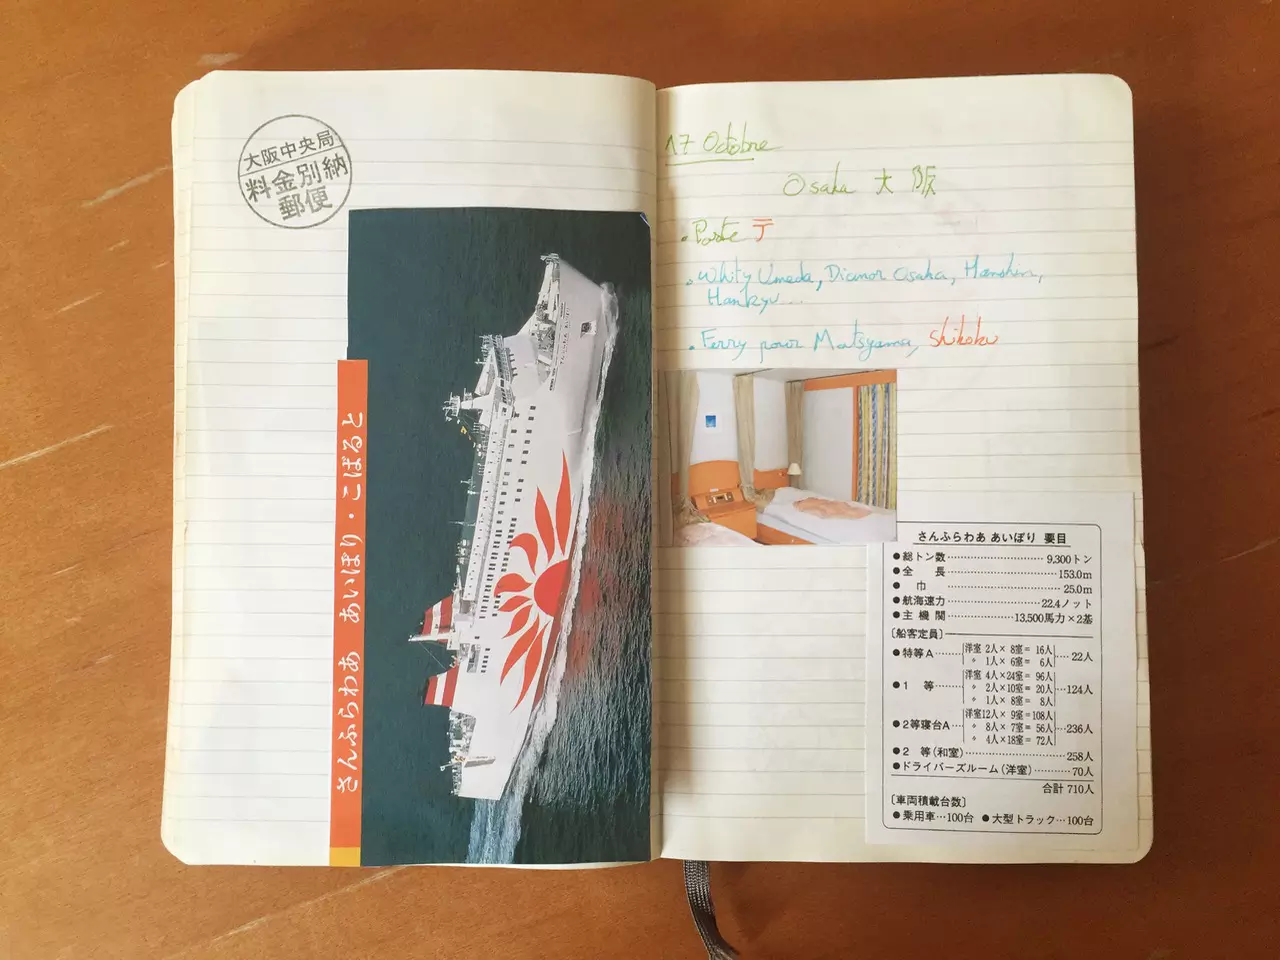 大阪中央局
料金別納
郵便
さんふらわあ あいぼり・こばると
17 Octobre
Osaka 大阪
• Poste 〒
• Whity Umeda, Diamor Osaka, Hanshin,
Hankyu...
• Ferry pour Matsyama, Shikoku
さんふらわあ あいぼり 要目
●総トン数 9,300トン
●全 長 153.0m
● 巾 25.0m
●航海速力 22.4ノット
●主機関 13,500馬力×2基
〔船客定員〕
●特等A 洋室 2人×8室=16人 22人
〃 1人×6室=6人
●1 等 洋室 4人×24室=96人 124人
〃 2人×10室=20人
〃 1人×8室=8人
●2等寝台A 洋室12人×9室=108人 236人
〃 8人×7室=56人
〃 4人×18室=72人
●2 等(和室) 258人
●ドライバーズルーム(洋室) 70人
合計 710人
〔車両積載台数〕
●乗用車…100台 ●大型トラック…100台